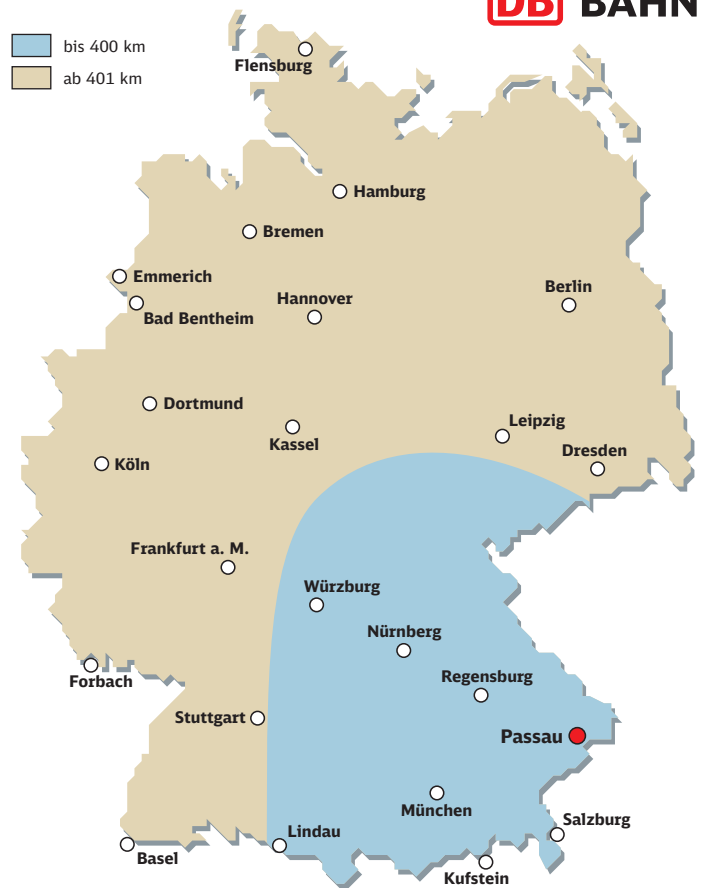 DB BAHN
bis 400 km
ab 401 km
Flensburg
Hamburg
Bremen
Emmerich
Bad Bentheim
Hannover
Berlin
Dortmund
Kassel
Leipzig
Dresden
Köln
Frankfurt a. M.
Würzburg
Nürnberg
Regensburg
Forbach
Stuttgart
Passau
München
Salzburg
Lindau
Basel
Kufstein